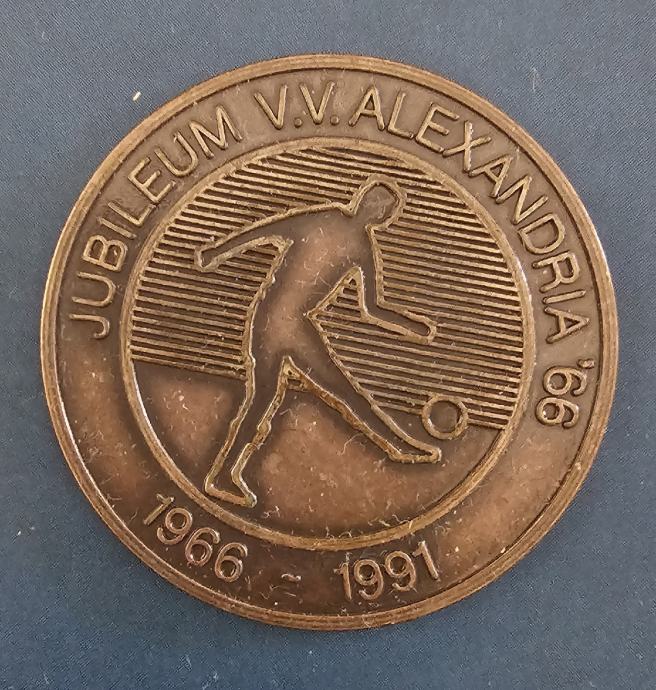 JUBILEUM V.V. ALEXANDRIA '66
1966 - 1991